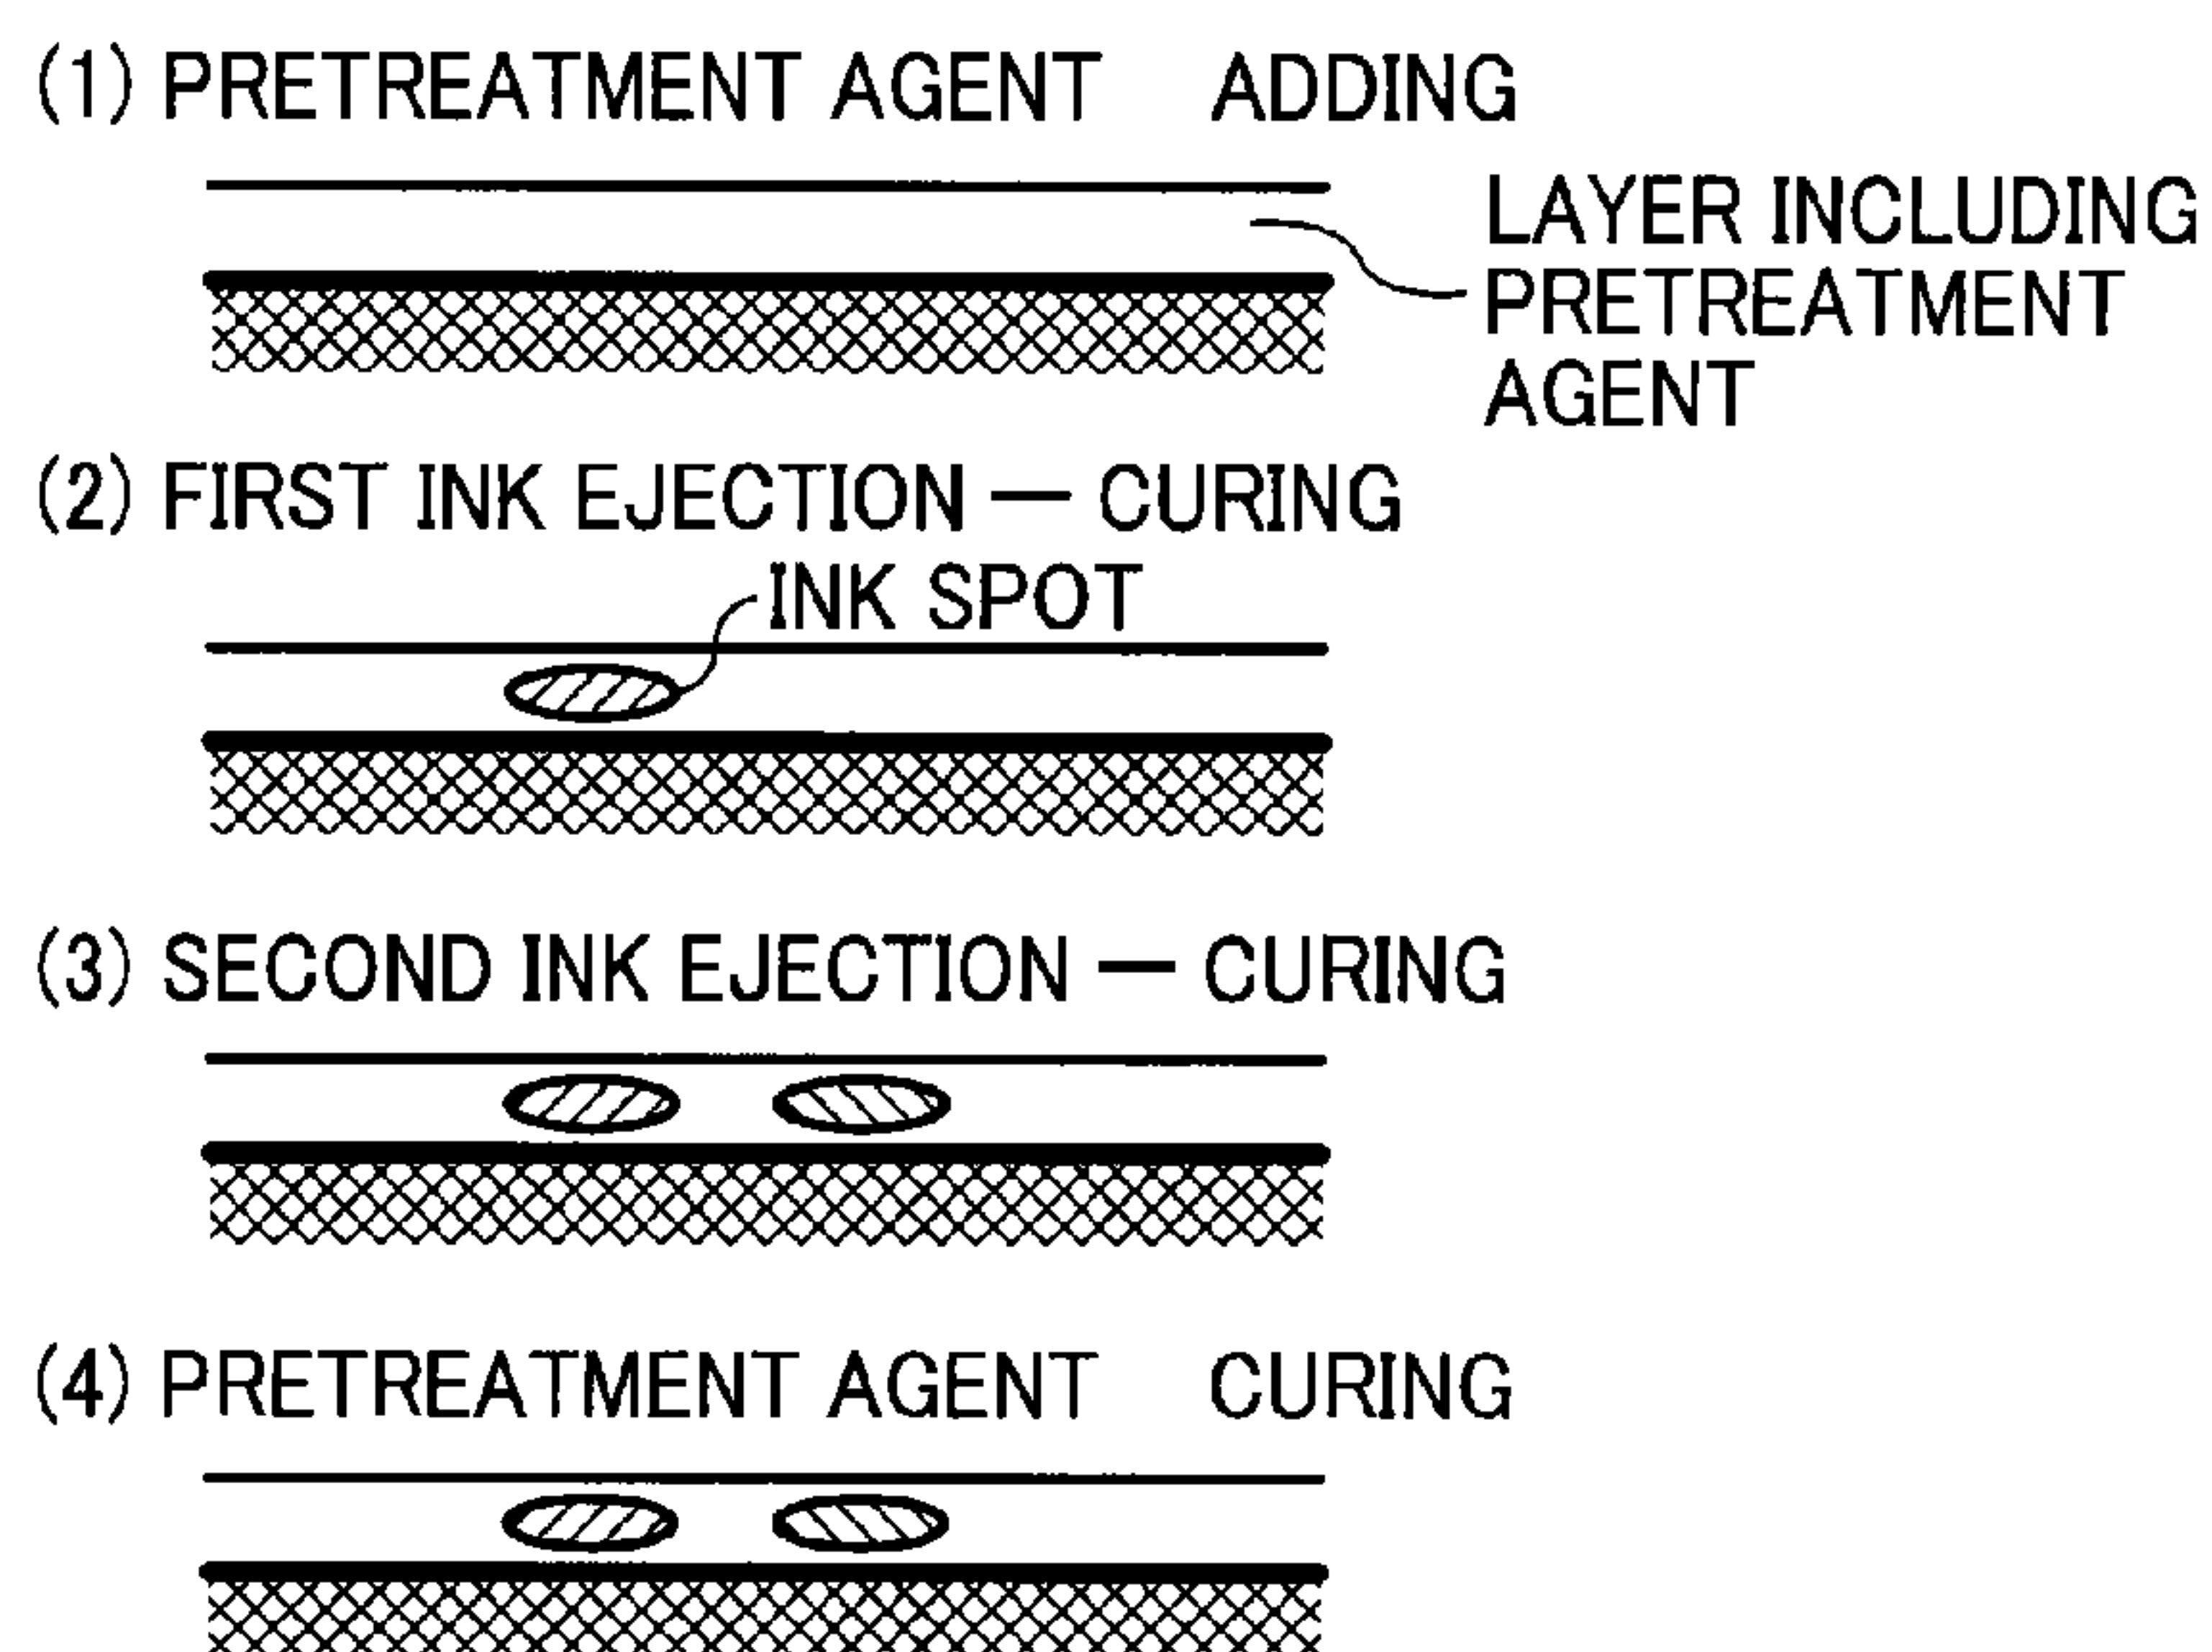 (1) PRETREATMENT AGENT ADDING
LAYER INCLUDING
PRETREATMENT
AGENT
(2) FIRST INK EJECTION — CURING
INK SPOT
(3) SECOND INK EJECTION — CURING
(4) PRETREATMENT AGENT CURING